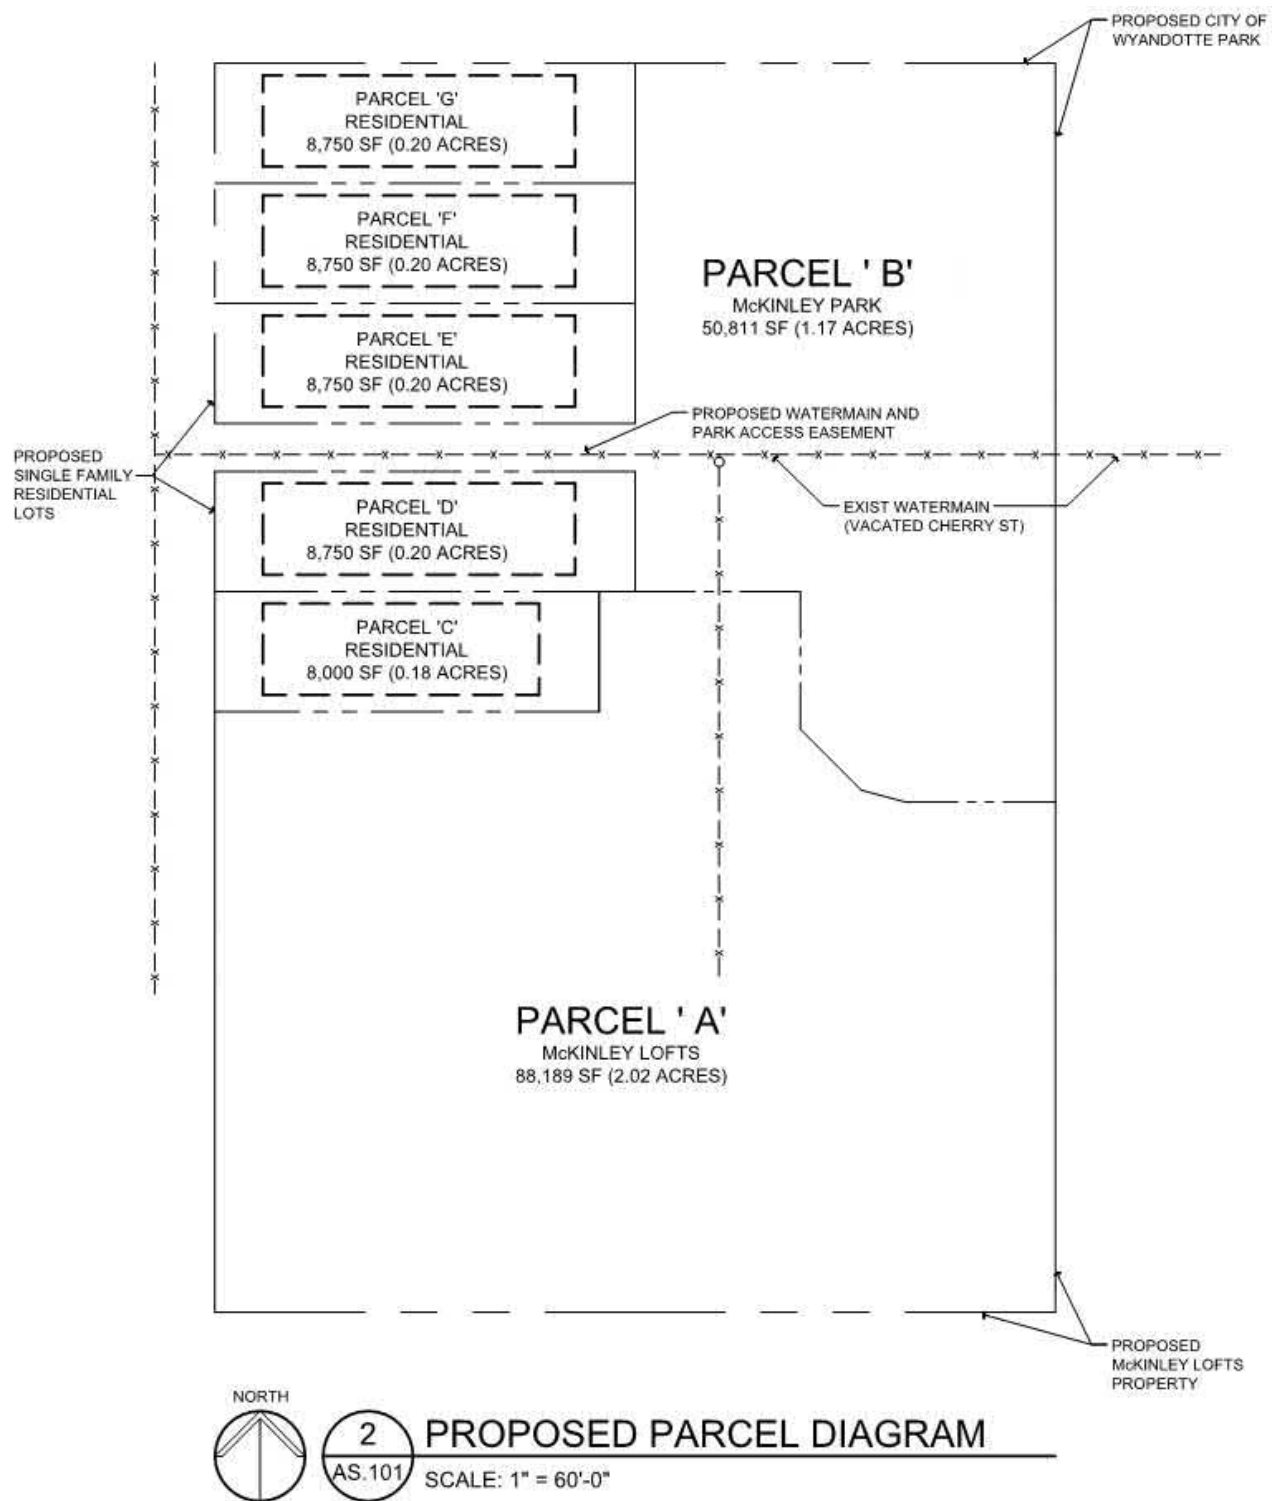 PROPOSED CITY OF
WYANDOTTE PARK
PARCEL 'G'
RESIDENTIAL
8,750 SF (0.20 ACRES)
PARCEL 'F'
RESIDENTIAL
8,750 SF (0.20 ACRES)
PARCEL ' B'
McKINLEY PARK
50,811 SF (1.17 ACRES)
PARCEL 'E'
RESIDENTIAL
8,750 SF (0.20 ACRES)
PROPOSED WATERMAIN AND
PARK ACCESS EASEMENT
PROPOSED
SINGLE FAMILY
RESIDENTIAL
LOTS
PARCEL 'D'
RESIDENTIAL
8,750 SF (0.20 ACRES)
EXIST WATERMAIN
(VACATED CHERRY ST)
PARCEL 'C'
RESIDENTIAL
8,000 SF (0.18 ACRES)
PARCEL ' A'
McKINLEY LOFTS
88,189 SF (2.02 ACRES)
PROPOSED
McKINLEY LOFTS
PROPERTY
NORTH
2
AS.101
PROPOSED PARCEL DIAGRAM
SCALE: 1" = 60'-0"